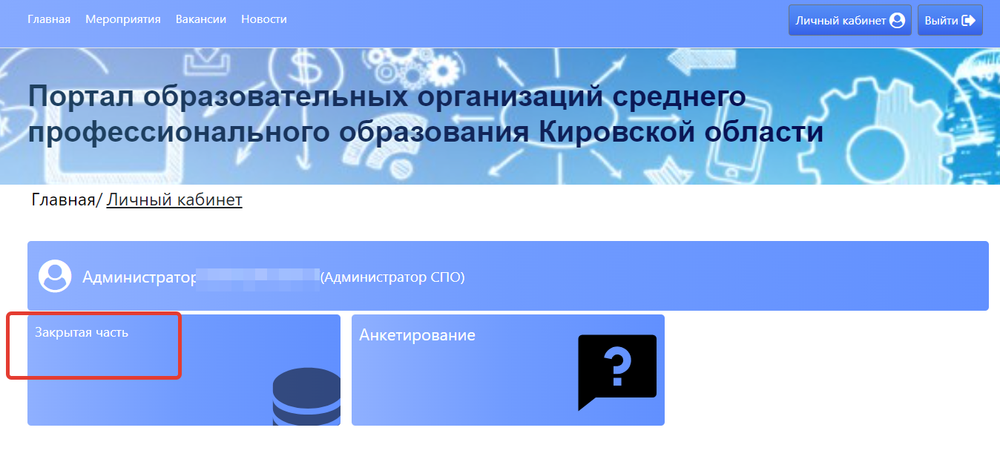 Главная Мероприятия Вакансии Новости Личный кабинет Выйти
Портал образовательных организаций среднего
профессионального образования Кировской области
Главная/ Личный кабинет
Администратор (Администратор СПО)
Закрытая часть
Анкетирование
?